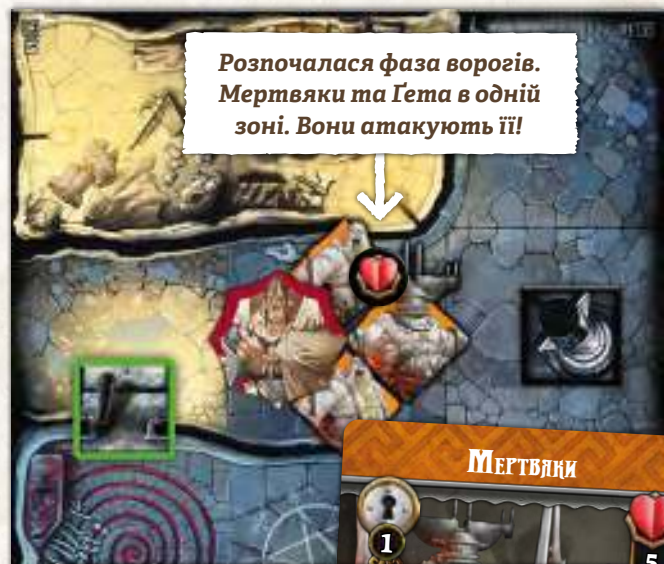 Розпочалася фаза ворогів.
Мертвяки та Ґета в одній
зоні. Вони атакують її!
Мертвяки
1
5